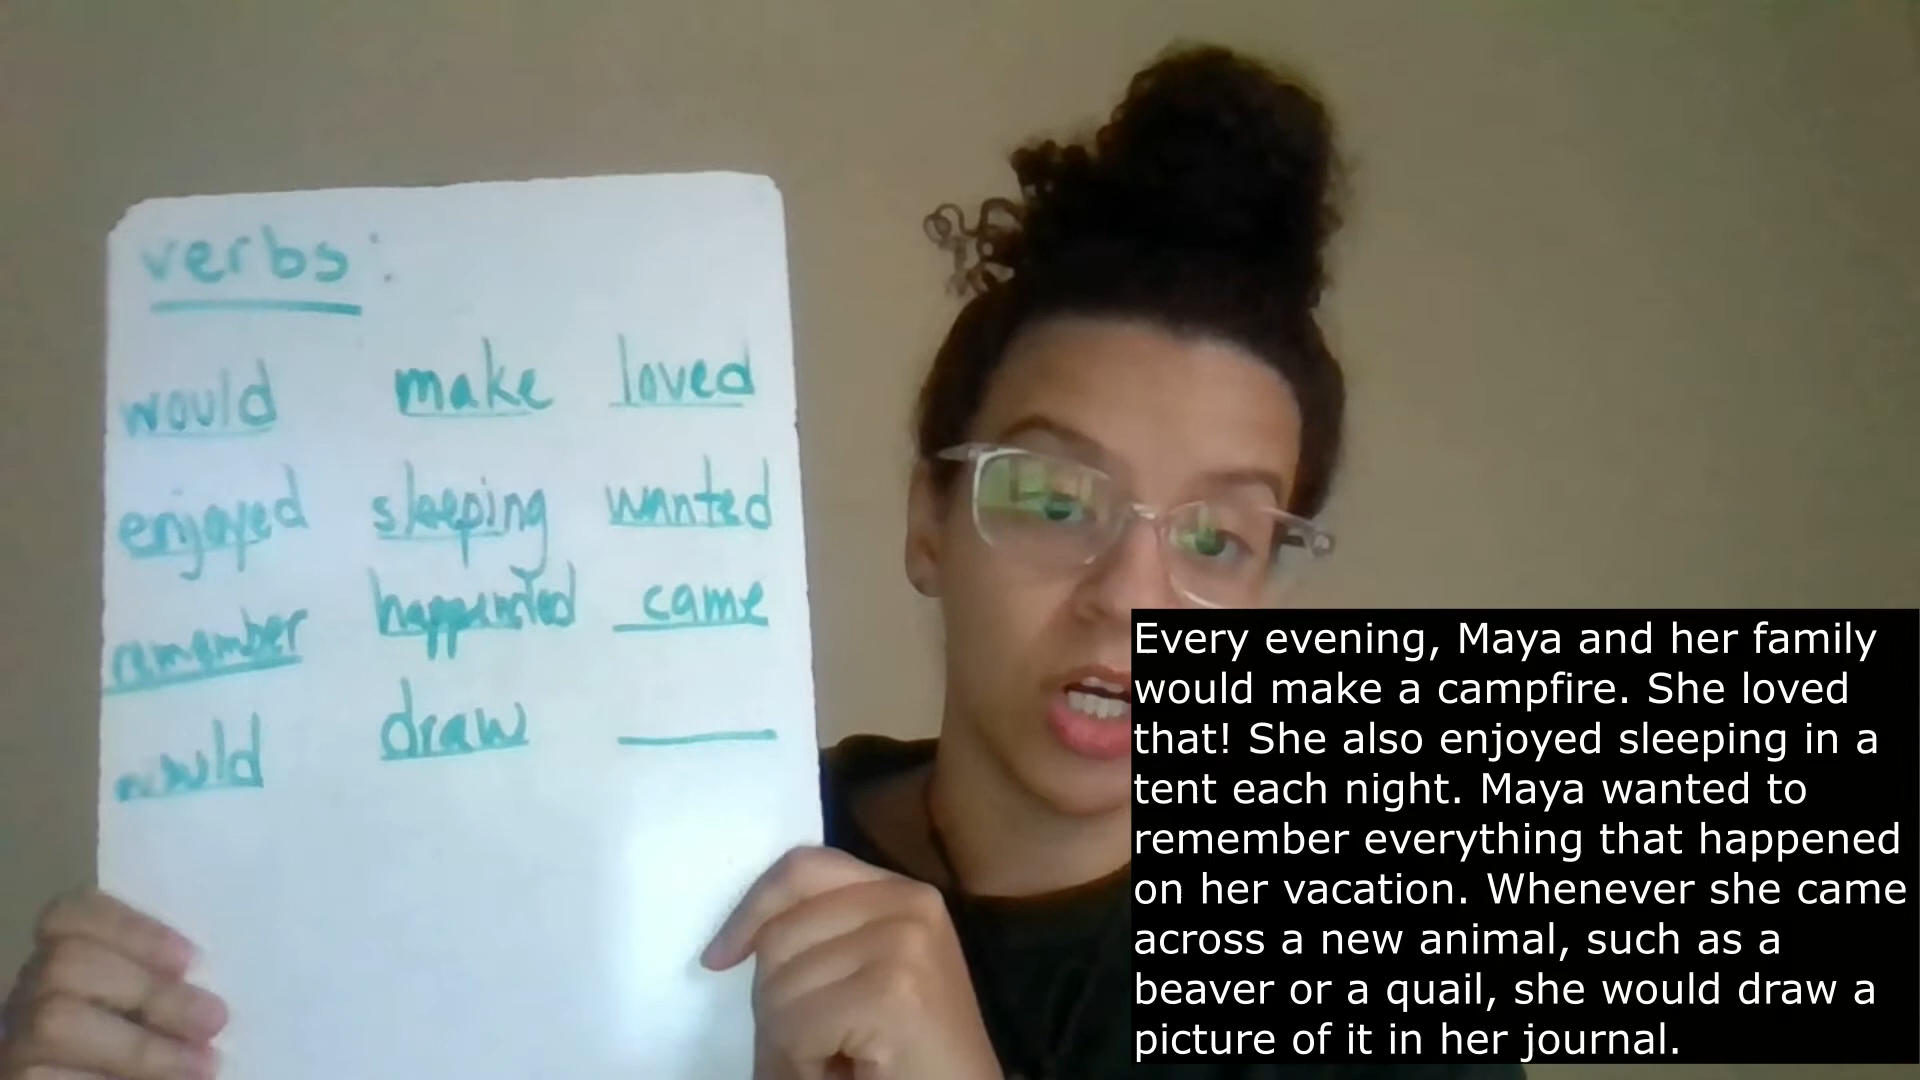 verbs:
would make loved
enjoyed sleeping wanted
remember happened came
would draw
Every evening, Maya and her family
would make a campfire. She loved
that! She also enjoyed sleeping in a
tent each night. Maya wanted to
remember everything that happened
on her vacation. Whenever she came
across a new animal, such as a
beaver or a quail, she would draw a
picture of it in her journal.